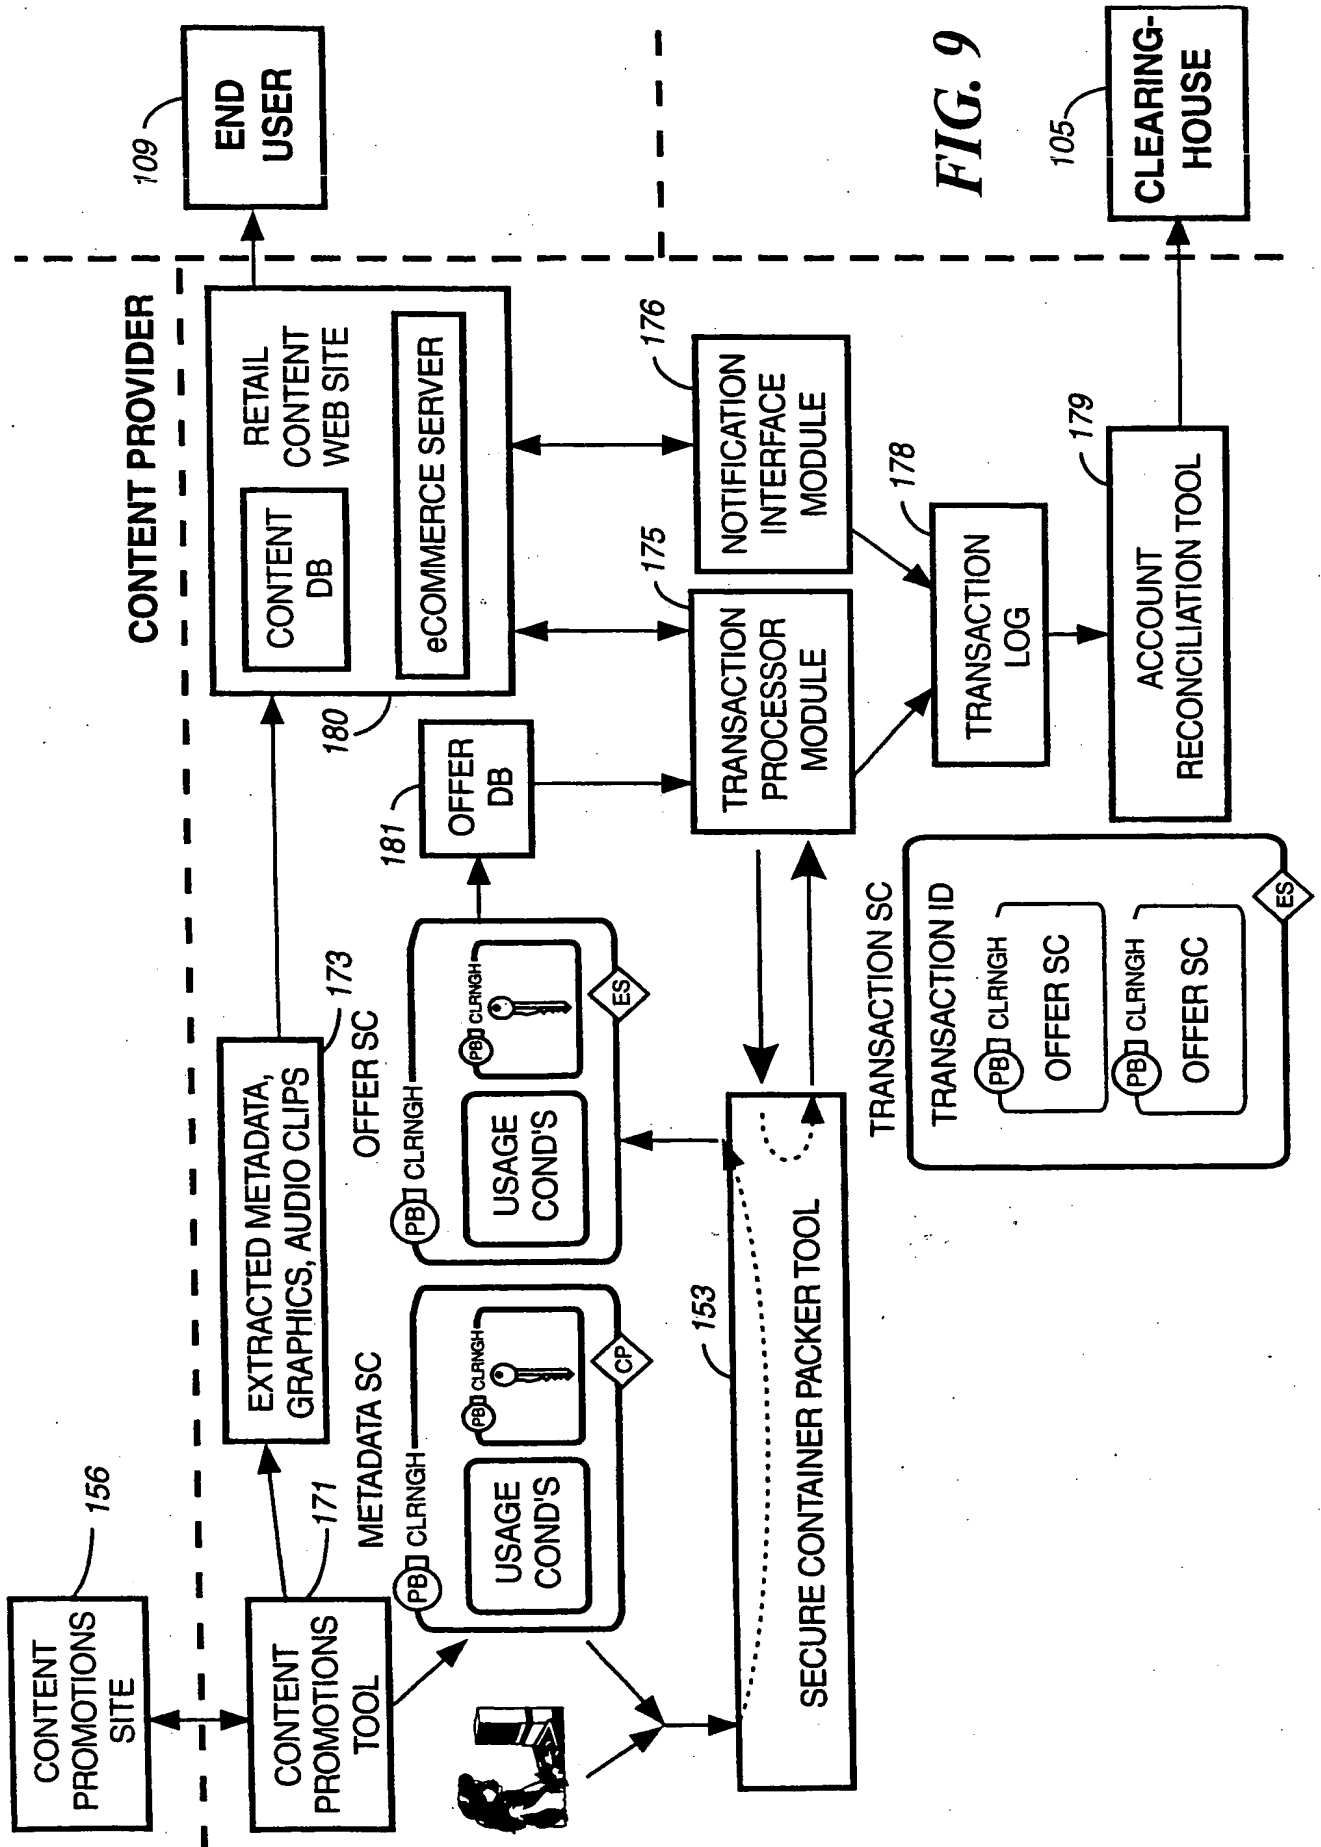 CONTENT
PROMOTIONS
SITE
156
CONTENT PROVIDER
109
END
USER
CONTENT
PROMOTIONS
TOOL
171
EXTRACTED METADATA,
GRAPHICS, AUDIO CLIPS
173
RETAIL
CONTENT
WEB SITE
CONTENT
DB
eCOMMERCE SERVER
180
METADATA SC
PB CLRNGH
USAGE
COND'S
PB CLRNGH
CP
OFFER SC
PB CLRNGH
USAGE
COND'S
PB CLRNGH
ES
181
OFFER
DB
153
SECURE CONTAINER PACKER TOOL
175
TRANSACTION
PROCESSOR
MODULE
176
NOTIFICATION
INTERFACE
MODULE
178
TRANSACTION
LOG
TRANSACTION SC
TRANSACTION ID
PB CLRNGH
OFFER SC
PB CLRNGH
OFFER SC
ES
179
ACCOUNT
RECONCILIATION TOOL
FIG. 9
105
CLEARING-
HOUSE